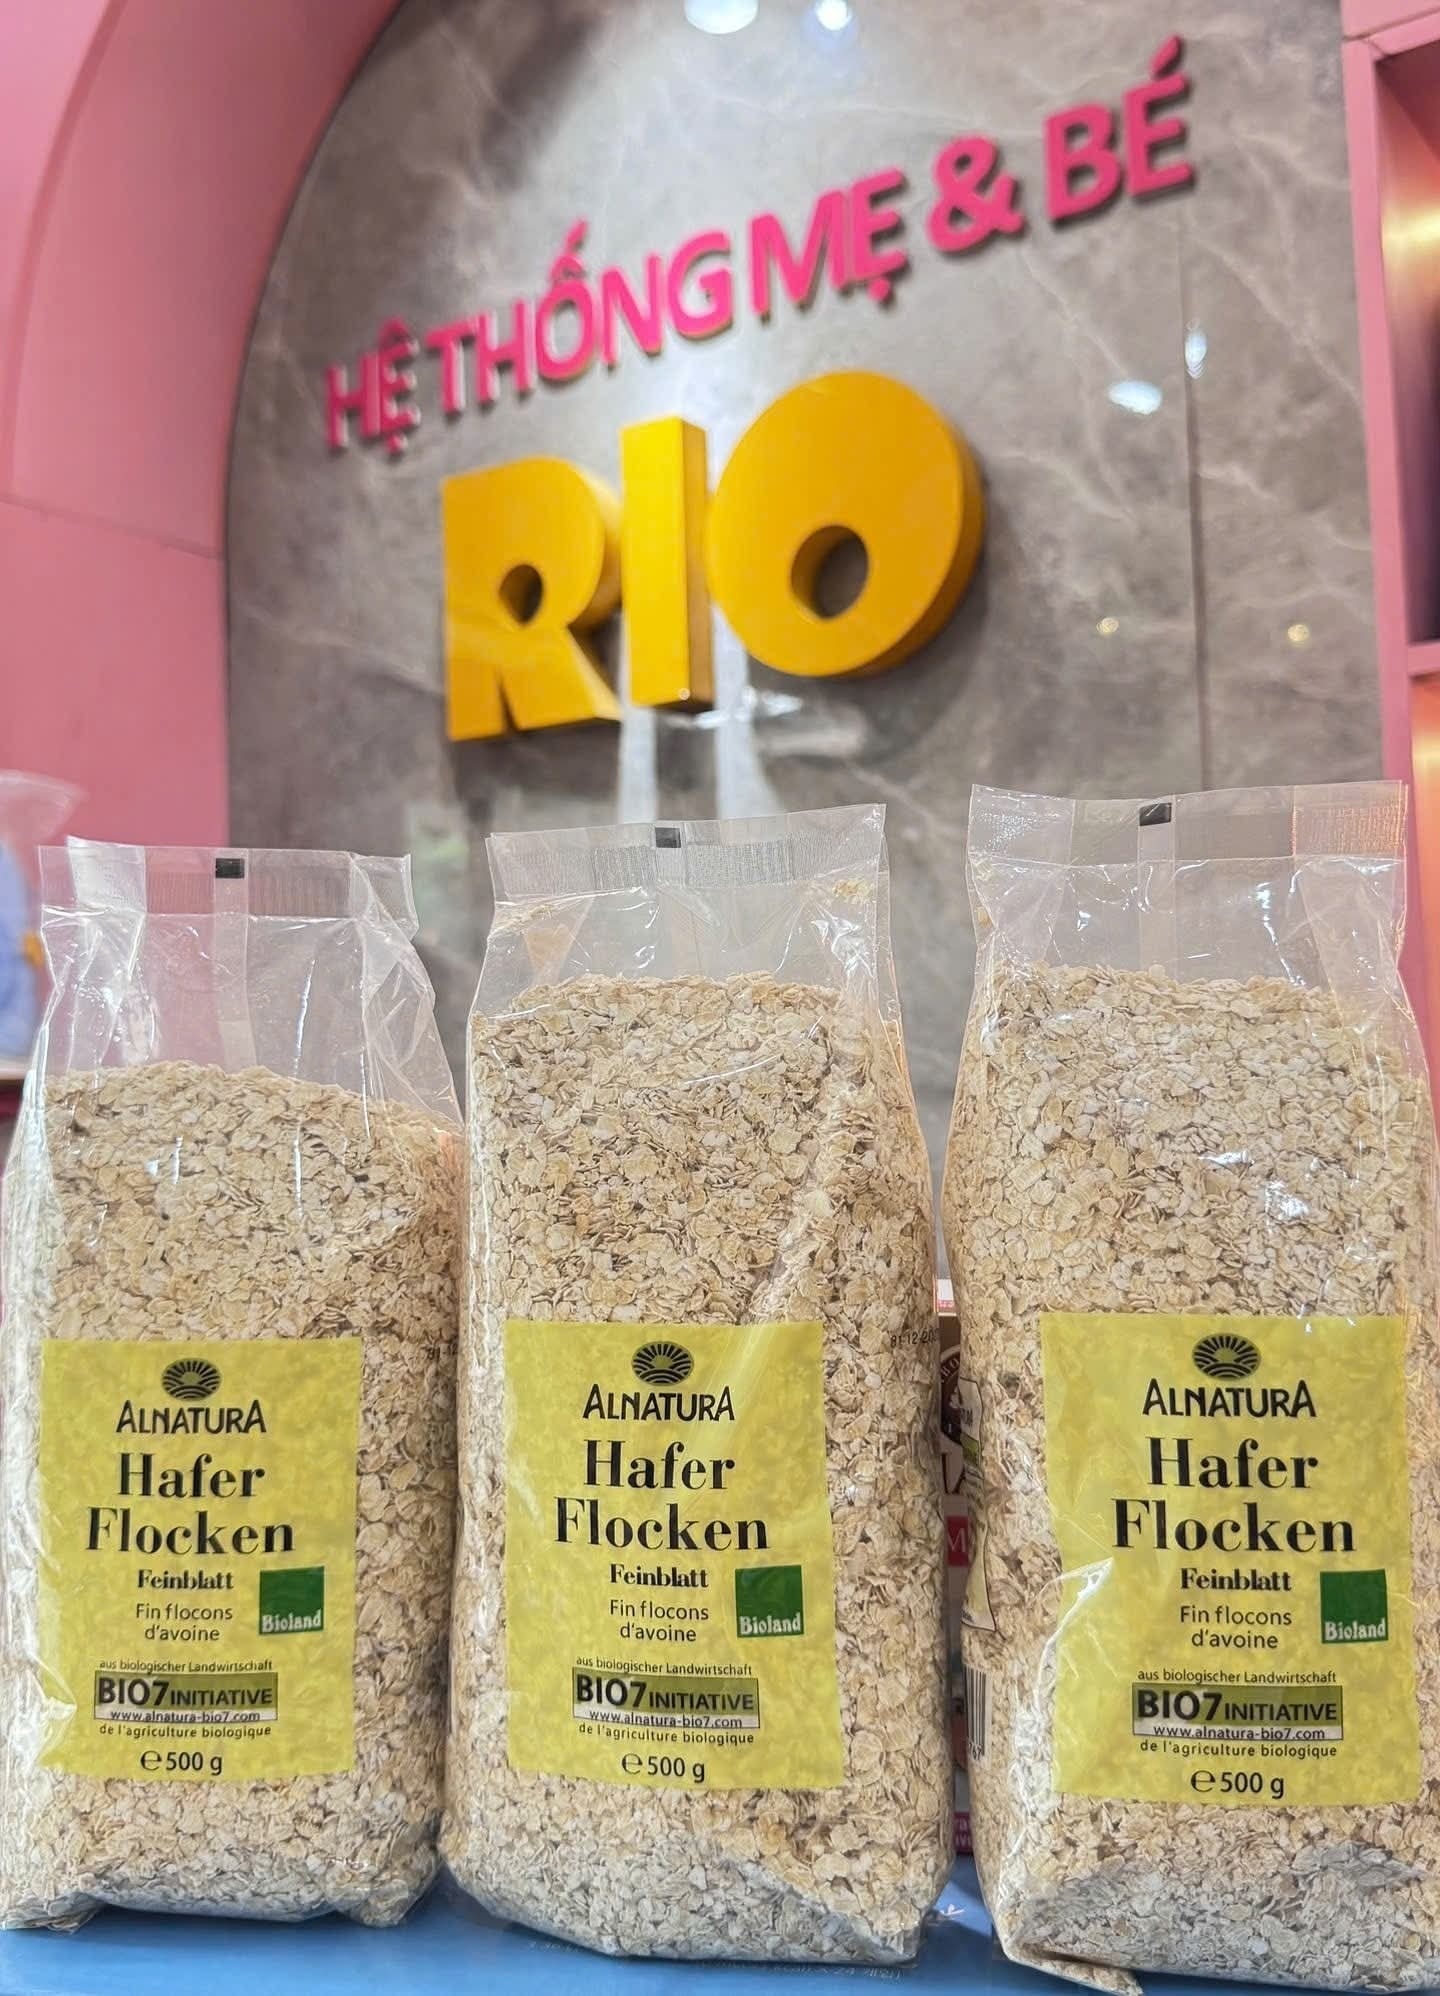 HỆ THỐNG MẸ & BÉ
RIO
ALNATURA
Hafer
Flocken
Feinblatt
Fin flocons
d'avoine
Bioland
aus biologischer Landwirtschaft
BIO7 INITIATIVE
www.alnatura-bio7.com
de l'agriculture biologique
℮ 500 g
ALNATURA
Hafer
Flocken
Feinblatt
Fin flocons
d'avoine
Bioland
aus biologischer Landwirtschaft
BIO7 INITIATIVE
www.alnatura-bio7.com
de l'agriculture biologique
℮ 500 g
ALNATURA
Hafer
Flocken
Feinblatt
Fin flocons
d'avoine
Bioland
aus biologischer Landwirtschaft
BIO7 INITIATIVE
www.alnatura-bio7.com
de l'agriculture biologique
℮ 500 g